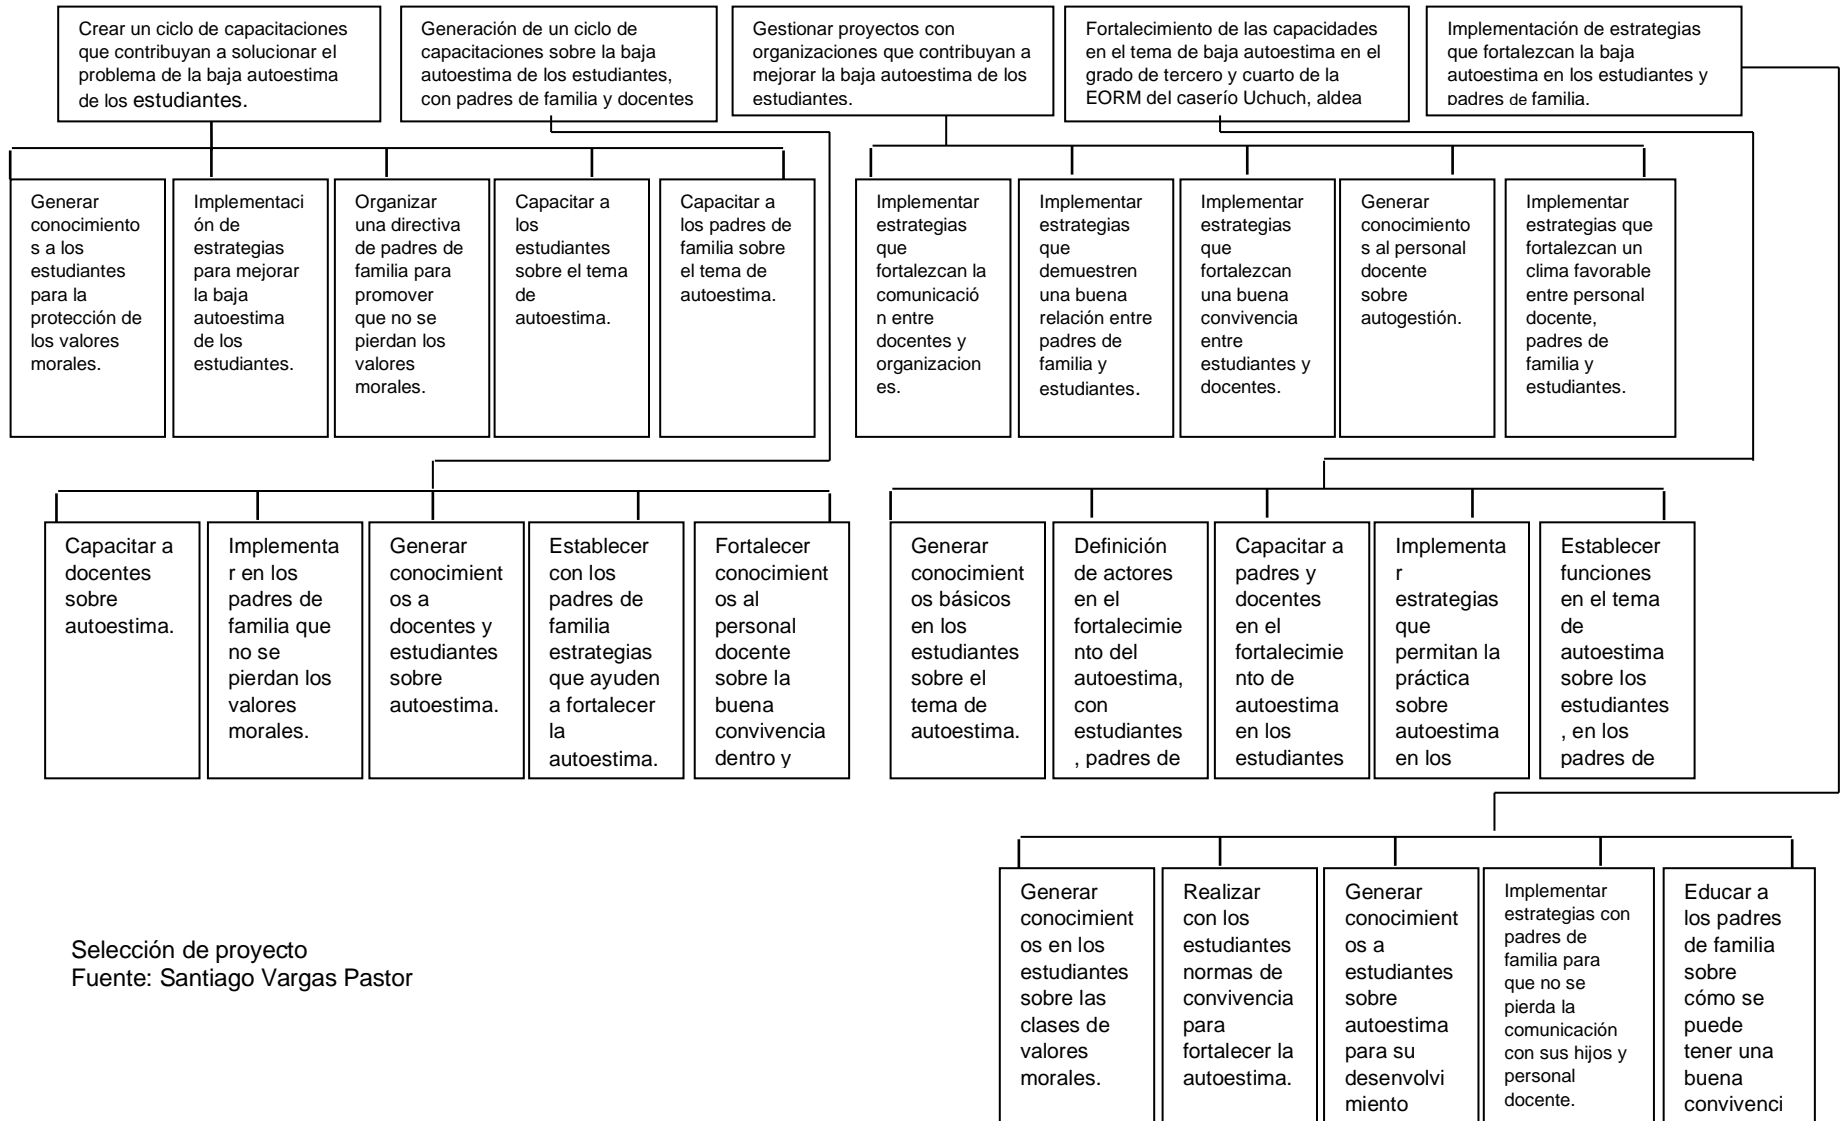 Crear un ciclo de capacitaciones
que contribuyan a solucionar el
problema de la baja autoestima
de los estudiantes.
Generación de un ciclo de
capacitaciones sobre la baja
autoestima de los estudiantes,
con padres de familia y docentes
Gestionar proyectos con
organizaciones que contribuyan a
mejorar la baja autoestima de los
estudiantes.
Fortalecimiento de las capacidades
en el tema de baja autoestima en el
grado de tercero y cuarto de la
EORM del caserío Uchuch, aldea
Implementación de estrategias
que fortalezcan la baja
autoestima en los estudiantes y
padres de familia.
Generar
conocimiento
s a los
estudiantes
para la
protección de
los valores
morales.
Implementaci
ón de
estrategias
para mejorar
la baja
autoestima
de los
estudiantes.
Organizar
una directiva
de padres de
familia para
promover
que no se
pierdan los
valores
morales.
Capacitar a
los
estudiantes
sobre el tema
de
autoestima.
Capacitar a
los padres de
familia sobre
el tema de
autoestima.
Implementar
estrategias
que
fortalezcan la
comunicació
n entre
docentes y
organizacion
es.
Implementar
estrategias
que
demuestren
una buena
relación entre
padres de
familia y
estudiantes.
Implementar
estrategias
que
fortalezcan
una buena
convivencia
entre
estudiantes y
docentes.
Generar
conocimiento
s al personal
docente
sobre
autogestión.
Implementar
estrategias que
fortalezcan un
clima favorable
entre personal
docente,
padres de
familia y
estudiantes.
Capacitar a
docentes
sobre
autoestima.
Implementa
r en los
padres de
familia que
no se
pierdan los
valores
morales.
Generar
conocimient
os a
docentes y
estudiantes
sobre
autoestima.
Establecer
con los
padres de
familia
estrategias
que ayuden
a fortalecer
la
autoestima.
Fortalecer
conocimient
os al
personal
docente
sobre la
buena
convivencia
dentro y
Generar
conocimient
os básicos
en los
estudiantes
sobre el
tema de
autoestima.
Definición
de actores
en el
fortalecimie
nto del
autoestima,
con
estudiantes
, padres de
Capacitar a
padres y
docentes
en el
fortalecimie
nto de
autoestima
en los
estudiantes
Implementa
r
estrategias
que
permitan la
práctica
sobre
autoestima
en los
Establecer
funciones
en el tema
de
autoestima
sobre los
estudiantes
, en los
padres de
Generar
conocimient
os en los
estudiantes
sobre las
clases de
valores
morales.
Realizar
con los
estudiantes
normas de
convivencia
para
fortalecer la
autoestima.
Generar
conocimient
os a
estudiantes
sobre
autoestima
para su
desenvolvi
miento
Implementar
estrategias con
padres de
familia para
que no se
pierda la
comunicación
con sus hijos y
personal
docente.
Educar a
los padres
de familia
sobre
cómo se
puede
tener una
buena
convivenci
Selección de proyecto
Fuente: Santiago Vargas Pastor